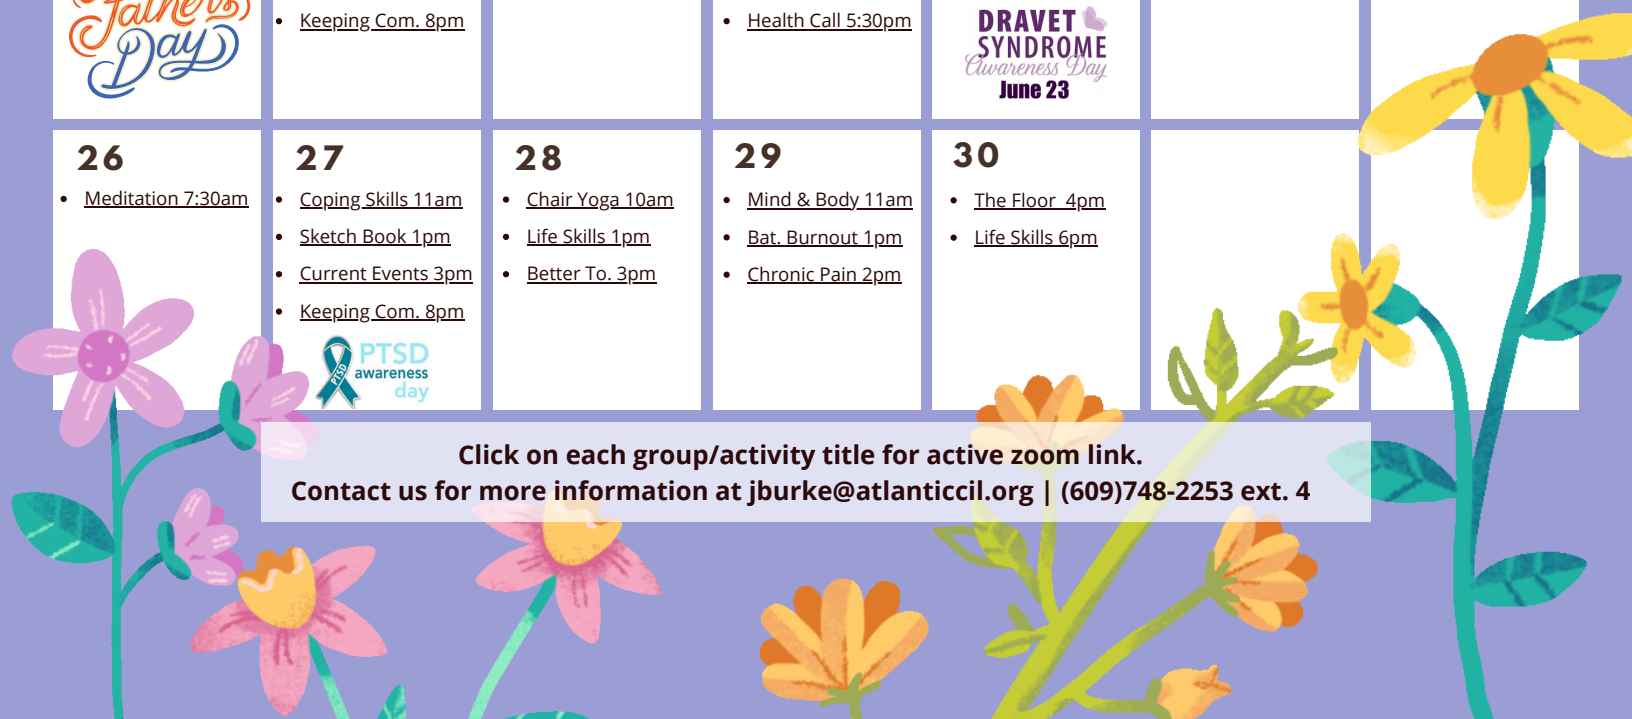 Father's
Day
Keeping Com. 8pm
Health Call 5:30pm
DRAVET
SYNDROME
Awareness Day
June 23
26
Meditation 7:30am
27
Coping Skills 11am
Sketch Book 1pm
Current Events 3pm
Keeping Com. 8pm
PTSD
PTSD
awareness
day
28
Chair Yoga 10am
Life Skills 1pm
Better To. 3pm
29
Mind & Body 11am
Bat. Burnout 1pm
Chronic Pain 2pm
30
The Floor 4pm
Life Skills 6pm
Click on each group/activity title for active zoom link.
Contact us for more information at jburke@atlanticcil.org | (609)748-2253 ext. 4